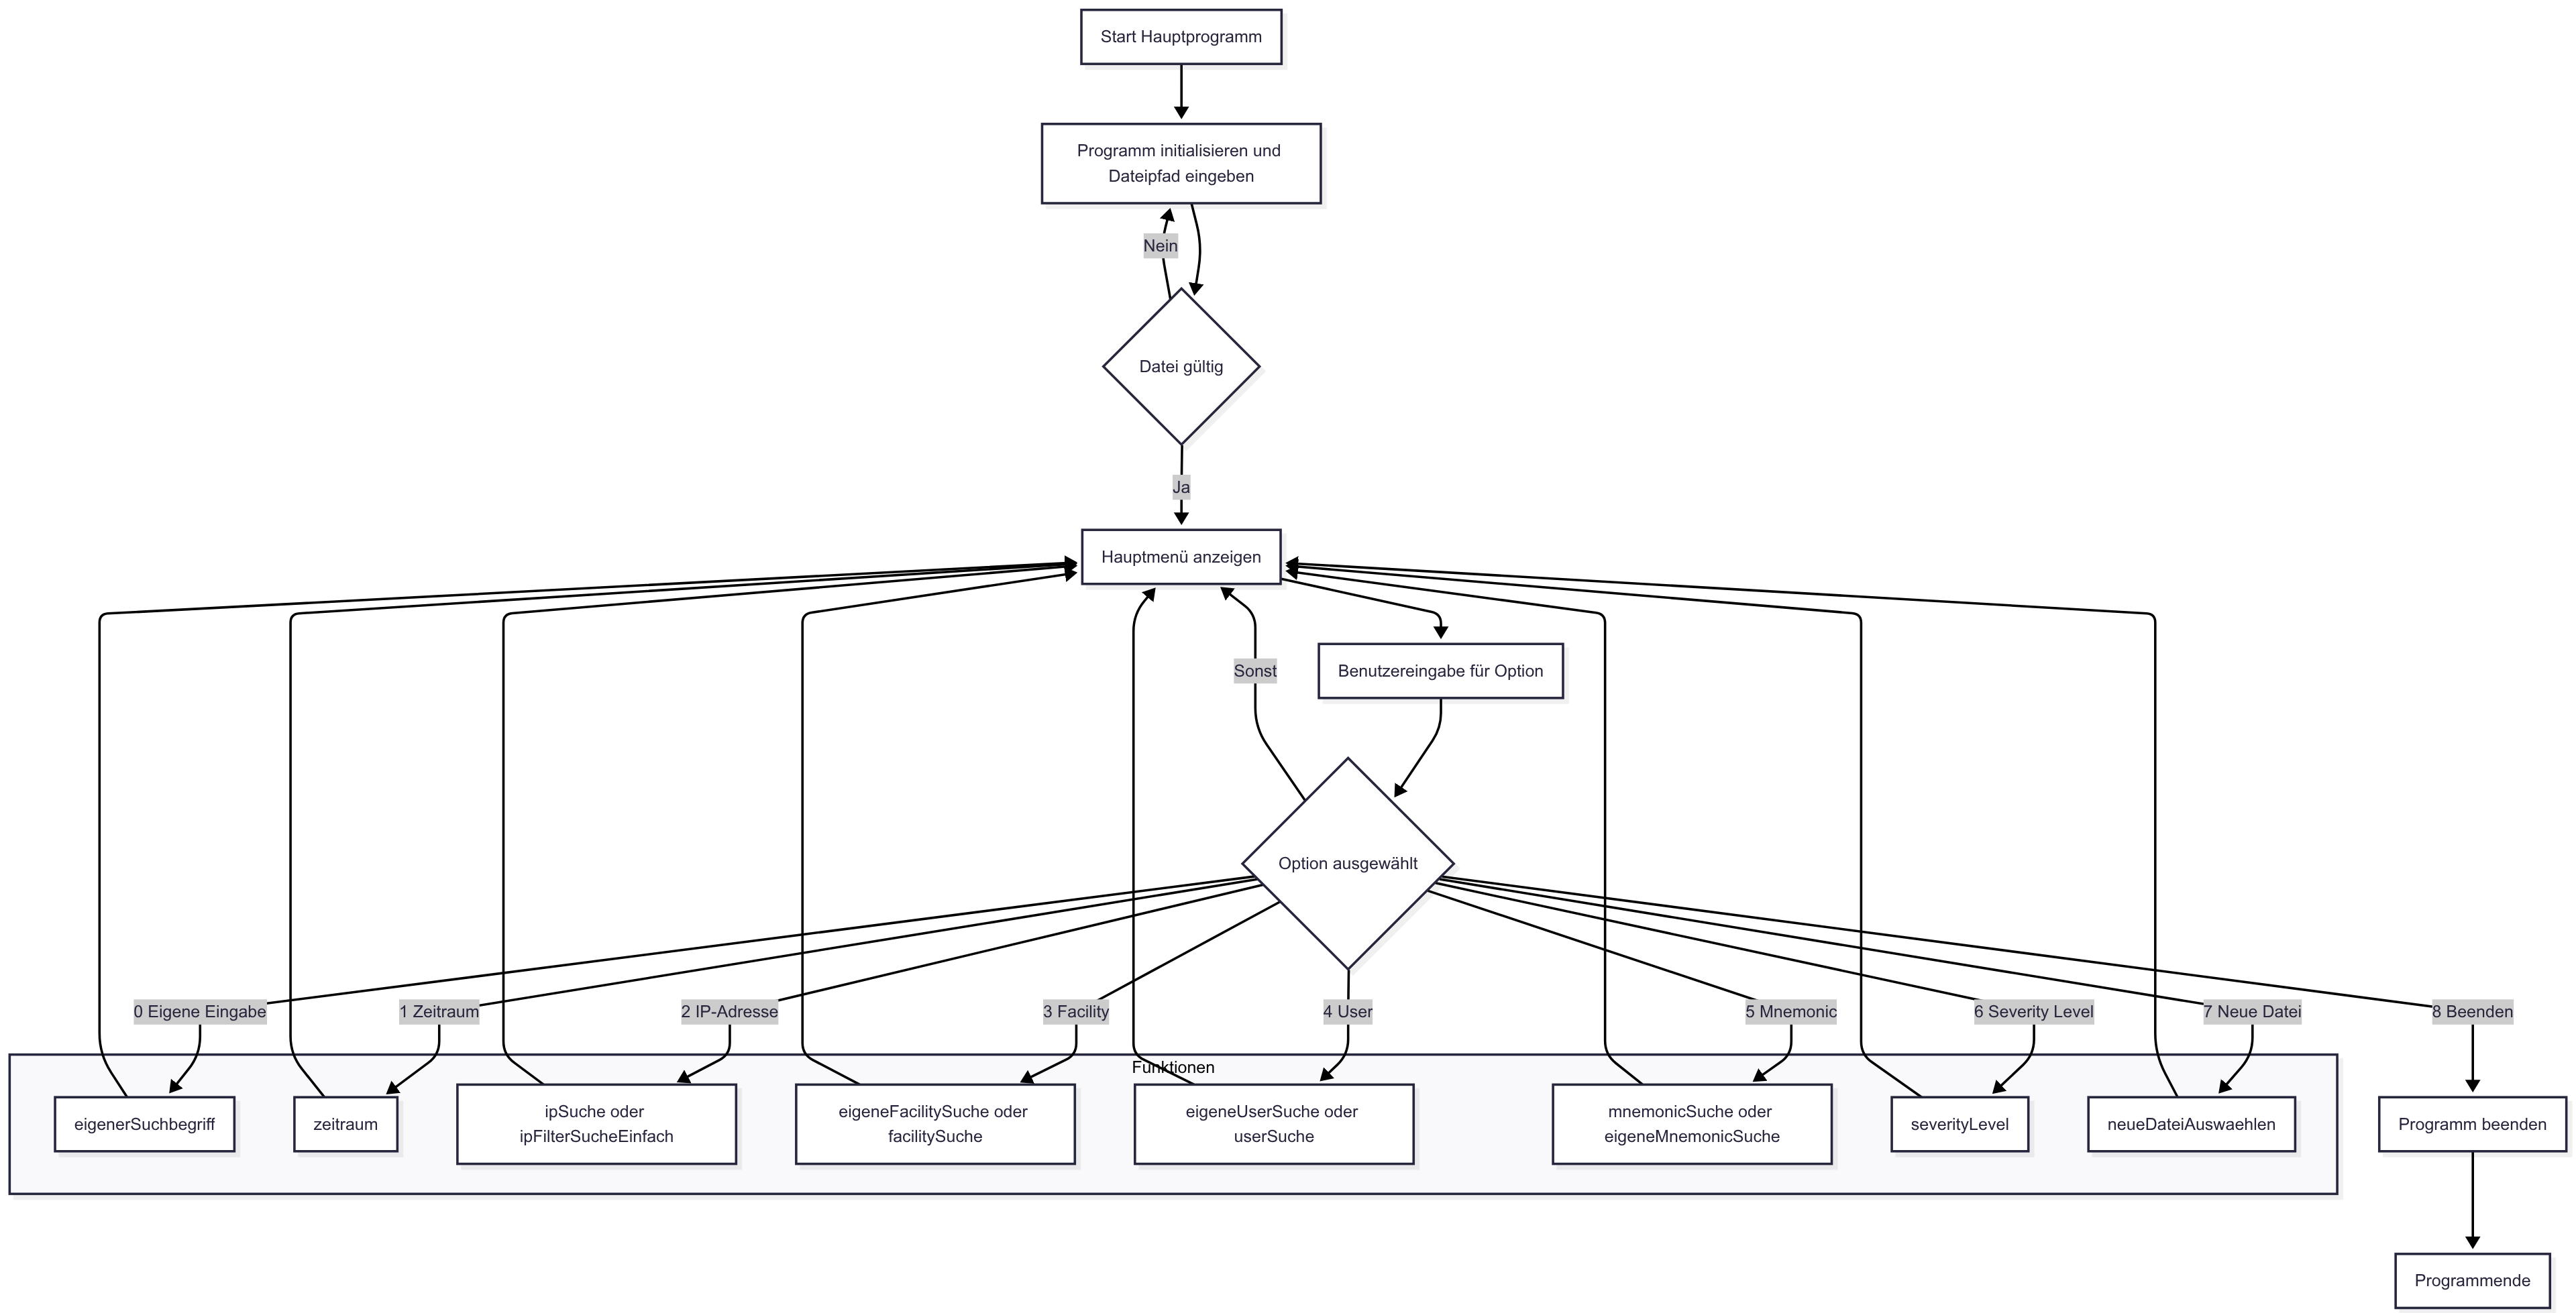 Start Hauptprogramm
Programm initialisieren und
Dateipfad eingeben
Nein
Datei gültig
Ja
Hauptmenü anzeigen
Sonst
Benutzereingabe für Option
Option ausgewählt
0 Eigene Eingabe
1 Zeitraum
2 IP-Adresse
3 Facility
4 User
5 Mnemonic
6 Severity Level
7 Neue Datei
8 Beenden
Funktionen
eigenerSuchbegriff
zeitraum
ipSuche oder
ipFilterSucheEinfach
eigeneFacilitySuche oder
facilitySuche
eigeneUserSuche oder
userSuche
mnemonicSuche oder
eigeneMnemonicSuche
severityLevel
neueDateiAuswaehlen
Programm beenden
Programmende